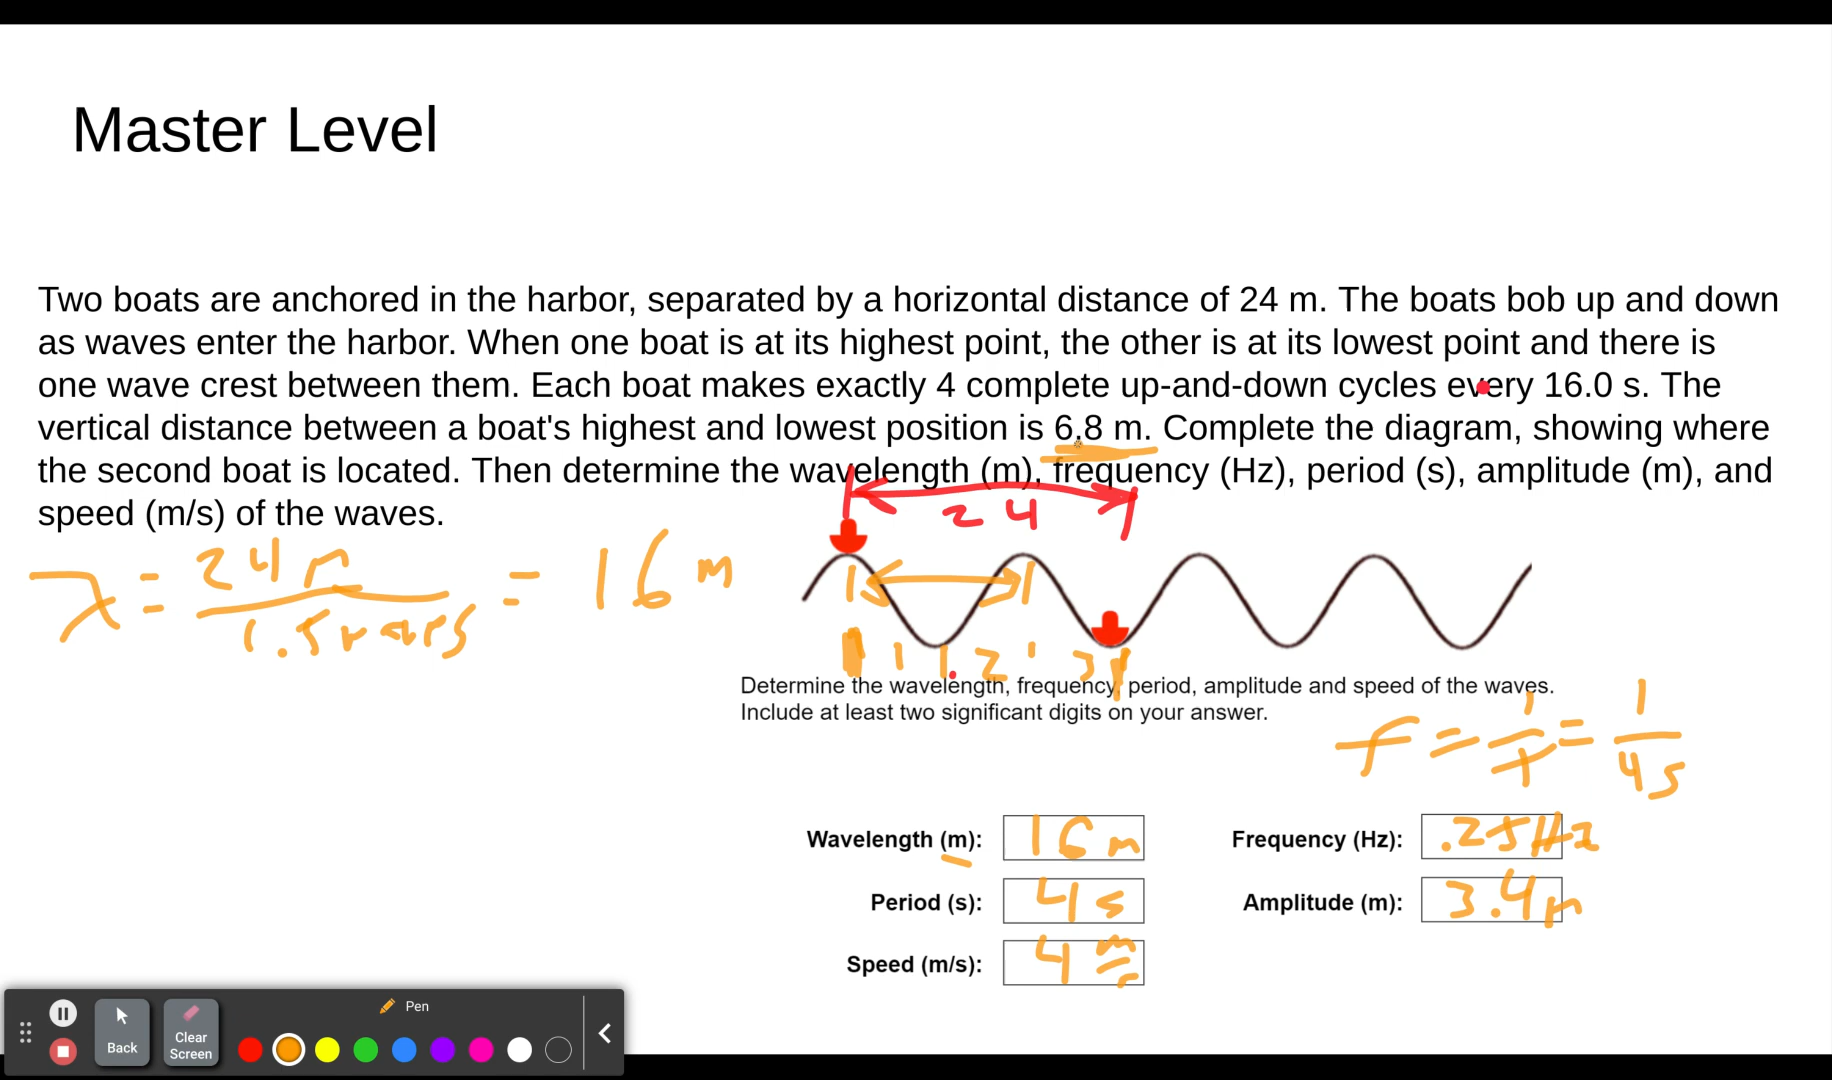 Master Level
Two boats are anchored in the harbor, separated by a horizontal distance of 24 m. The boats bob up and down
as waves enter the harbor. When one boat is at its highest point, the other is at its lowest point and there is
one wave crest between them. Each boat makes exactly 4 complete up-and-down cycles every 16.0 s. The
vertical distance between a boat's highest and lowest position is 6.8 m. Complete the diagram, showing where
the second boat is located. Then determine the wavelength (m), frequency (Hz), period (s), amplitude (m), and
speed (m/s) of the waves.
24
λ = 24 m / 1.5 waves = 16 m
1 2 3
Determine the wavelength, frequency, period, amplitude and speed of the waves.
Include at least two significant digits on your answer.
f = 1/T = 1/4s
Wavelength (m): 16 m Frequency (Hz): .25 Hz
Period (s): 4 s Amplitude (m): 3.4 m
Speed (m/s): 4 m/s
Pen
Back
Clear
Screen